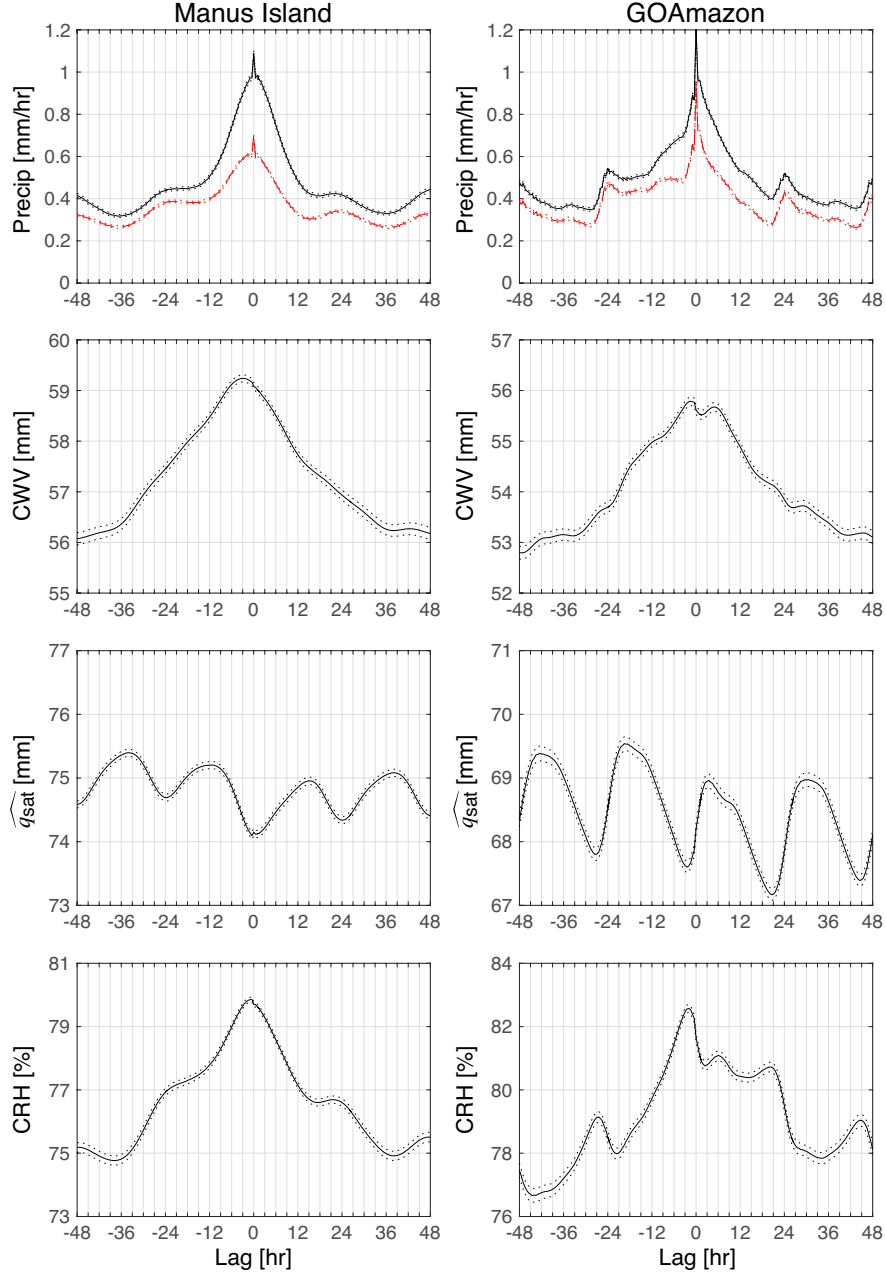 Manus Island GOAmazon
Precip [mm/hr] Precip [mm/hr]
1.2 1.2
1 1
0.8 0.8
0.6 0.6
0.4 0.4
0.2 0.2
0 0
-48 -36 -24 -12 0 12 24 36 48 -48 -36 -24 -12 0 12 24 36 48
CWV [mm] CWV [mm]
60 57
59 56
58 55
57 54
56 53
55 52
-48 -36 -24 -12 0 12 24 36 48 -48 -36 -24 -12 0 12 24 36 48
q̂sat [mm] q̂sat [mm]
77 71
76 70
75 69
74 68
73 67
-48 -36 -24 -12 0 12 24 36 48 -48 -36 -24 -12 0 12 24 36 48
CRH [%] CRH [%]
81 84
79 82
77 80
75 78
73 76
-48 -36 -24 -12 0 12 24 36 48 -48 -36 -24 -12 0 12 24 36 48
Lag [hr] Lag [hr]